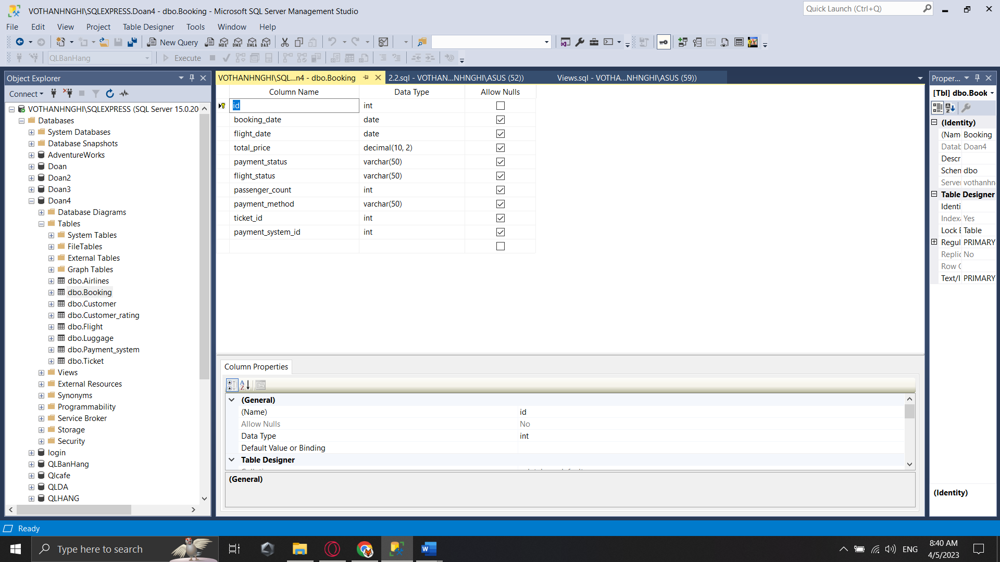 VOTHANHNGHI\SQLEXPRESS.Doan4 - dbo.Booking - Microsoft SQL Server Management Studio
Quick Launch (Ctrl+Q)
File Edit View Project Table Designer Tools Window Help
New Query
MDX DMX XMLA DAX
QLBanHang
Execute
Object Explorer
Connect
VOTHANHNGHI\SQLEXPRESS (SQL Server 15.0.20
Databases
System Databases
Database Snapshots
AdventureWorks
Doan
Doan2
Doan3
Doan4
Database Diagrams
Tables
System Tables
FileTables
External Tables
Graph Tables
dbo.Airlines
dbo.Booking
dbo.Customer
dbo.Customer_rating
dbo.Flight
dbo.Luggage
dbo.Payment_system
dbo.Ticket
Views
External Resources
Synonyms
Programmability
Service Broker
Storage
Security
login
QLBanHang
Qlcafe
QLDA
QLHANG
VOTHANHNGHI\SQL...n4 - dbo.Booking
2.2.sql - VOTHAN...NHNGHI\ASUS (52))
Views.sql - VOTHA...NHNGHI\ASUS (59))
Column Name Data Type Allow Nulls
id int
booking_date date
flight_date date
total_price decimal(10, 2)
payment_status varchar(50)
flight_status varchar(50)
passenger_count int
payment_method varchar(50)
ticket_id int
payment_system_id int
Column Properties
(General)
(Name) id
Allow Nulls No
Data Type int
Default Value or Binding
Table Designer
(General)
Proper...
[Tbl] dbo.Book
(Identity)
(Nam Booking
Datab Doan4
Descr
Schem dbo
Server vothanhn
Table Designer
Identi
Indexa Yes
Lock E Table
Regul PRIMARY
Replic No
Row G
Text/I PRIMARY
(Identity)
Ready
Type here to search
ENG
8:40 AM
4/5/2023